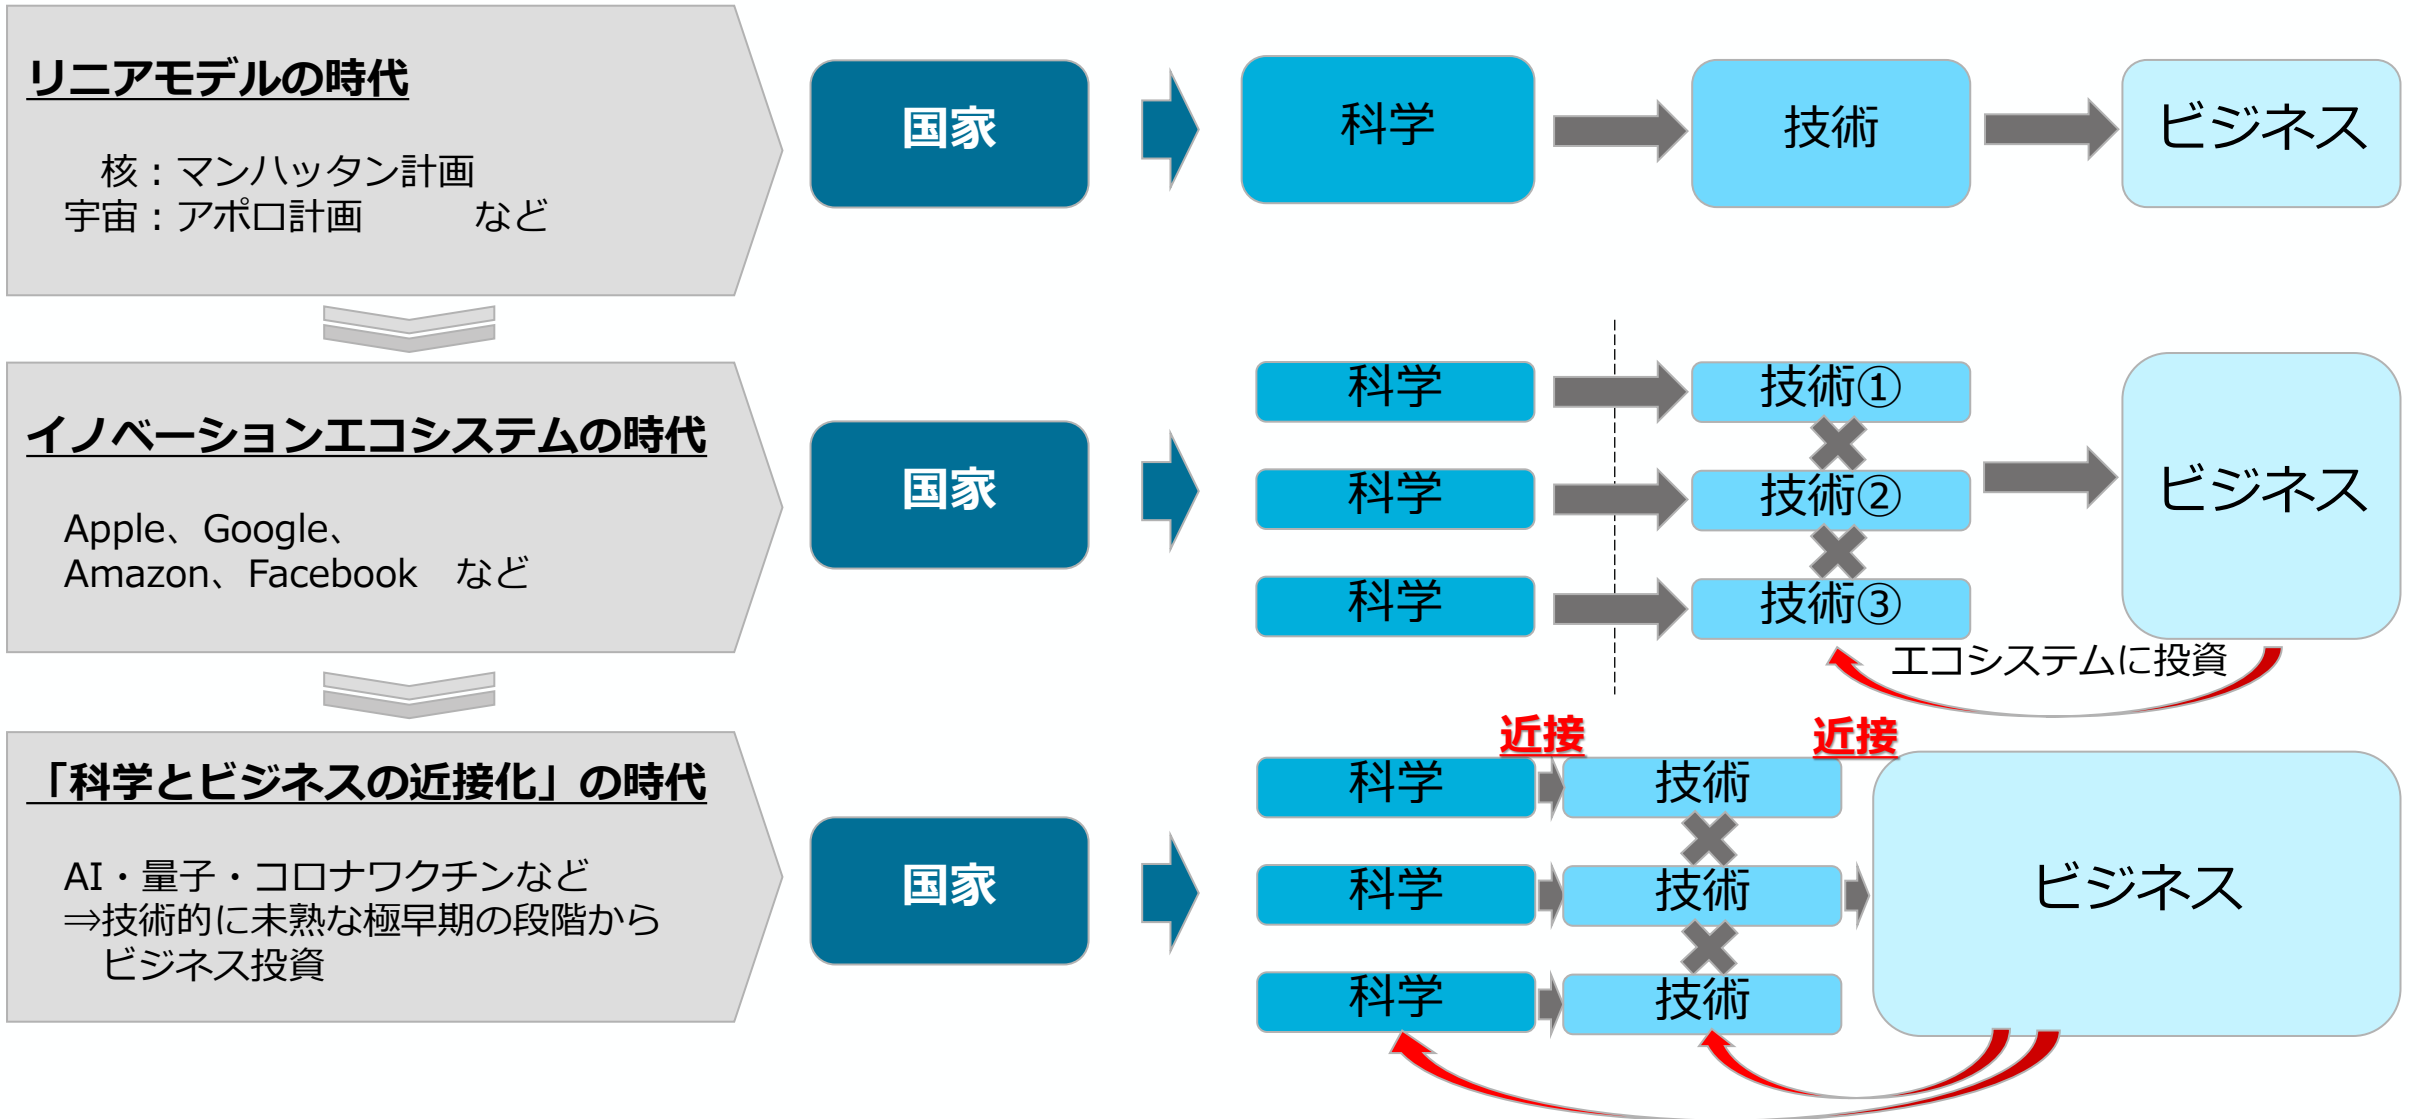 リニアモデルの時代
核：マンハッタン計画
宇宙：アポロ計画　　　など
国家
科学
技術
ビジネス
イノベーションエコシステムの時代
Apple、Google、
Amazon、Facebook　など
国家
科学
技術①
科学
技術②
科学
技術③
ビジネス
エコシステムに投資
「科学とビジネスの近接化」の時代
AI・量子・コロナワクチンなど
⇒技術的に未熟な極早期の段階から
ビジネス投資
国家
近接
近接
科学
技術
科学
技術
科学
技術
ビジネス